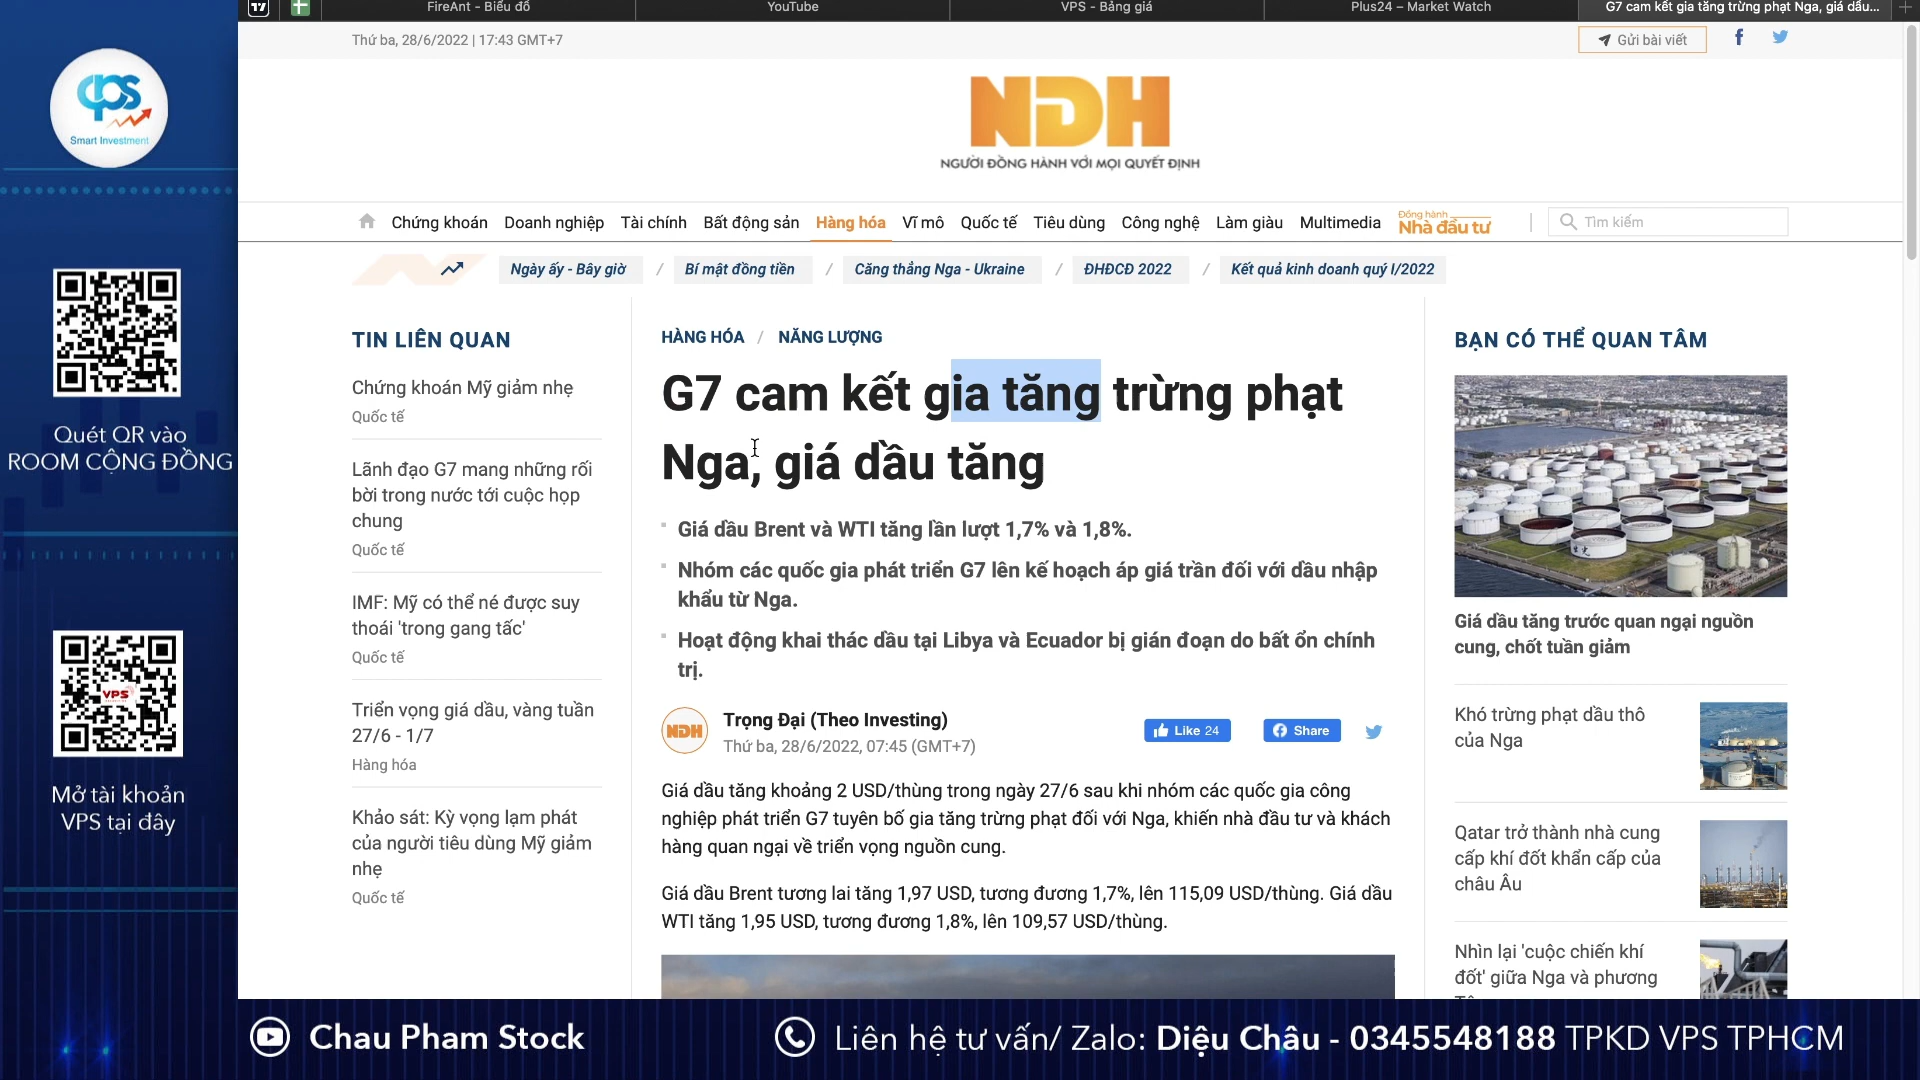 FireAnt - Biểu đồ
YouTube
VPS - Bảng giá
Plus24 – Market Watch
G7 cam kết gia tăng trừng phạt Nga, giá dầu...
Thứ ba, 28/6/2022 | 17:43 GMT+7
Gửi bài viết
NDH
NGƯỜI ĐỒNG HÀNH VỚI MỌI QUYẾT ĐỊNH
Chứng khoán Doanh nghiệp Tài chính Bất động sản Hàng hóa Vĩ mô Quốc tế Tiêu dùng Công nghệ Làm giàu Multimedia
Đồng hành
Nhà đầu tư
Tìm kiếm
Ngày ấy - Bây giờ / Bí mật đồng tiền / Căng thẳng Nga - Ukraine / ĐHĐCĐ 2022 / Kết quả kinh doanh quý I/2022
TIN LIÊN QUAN
Chứng khoán Mỹ giảm nhẹ
Quốc tế
Lãnh đạo G7 mang những rối
bời trong nước tới cuộc họp
chung
Quốc tế
IMF: Mỹ có thể né được suy
thoái 'trong gang tấc'
Quốc tế
Triển vọng giá dầu, vàng tuần
27/6 - 1/7
Hàng hóa
Khảo sát: Kỳ vọng lạm phát
của người tiêu dùng Mỹ giảm
nhẹ
Quốc tế
HÀNG HÓA / NĂNG LƯỢNG
G7 cam kết gia tăng trừng phạt
Nga, giá dầu tăng
Giá dầu Brent và WTI tăng lần lượt 1,7% và 1,8%.
Nhóm các quốc gia phát triển G7 lên kế hoạch áp giá trần đối với dầu nhập
khẩu từ Nga.
Hoạt động khai thác dầu tại Libya và Ecuador bị gián đoạn do bất ổn chính
trị.
NDH
Trọng Đại (Theo Investing)
Thứ ba, 28/6/2022, 07:45 (GMT+7)
Like 24
Share
Giá dầu tăng khoảng 2 USD/thùng trong ngày 27/6 sau khi nhóm các quốc gia công
nghiệp phát triển G7 tuyên bố gia tăng trừng phạt đối với Nga, khiến nhà đầu tư và khách
hàng quan ngại về triển vọng nguồn cung.
Giá dầu Brent tương lai tăng 1,97 USD, tương đương 1,7%, lên 115,09 USD/thùng. Giá dầu
WTI tăng 1,95 USD, tương đương 1,8%, lên 109,57 USD/thùng.
BẠN CÓ THỂ QUAN TÂM
Giá dầu tăng trước quan ngại nguồn
cung, chốt tuần giảm
Khó trừng phạt dầu thô
của Nga
Qatar trở thành nhà cung
cấp khí đốt khẩn cấp của
châu Âu
Nhìn lại 'cuộc chiến khí
đốt' giữa Nga và phương
VPS
Smart Investment
Quét QR vào
ROOM CỘNG ĐỒNG
VPS
Mở tài khoản
VPS tại đây
Chau Pham Stock
Liên hệ tư vấn/ Zalo: Diệu Châu - 0345548188 TPKD VPS TPHCM